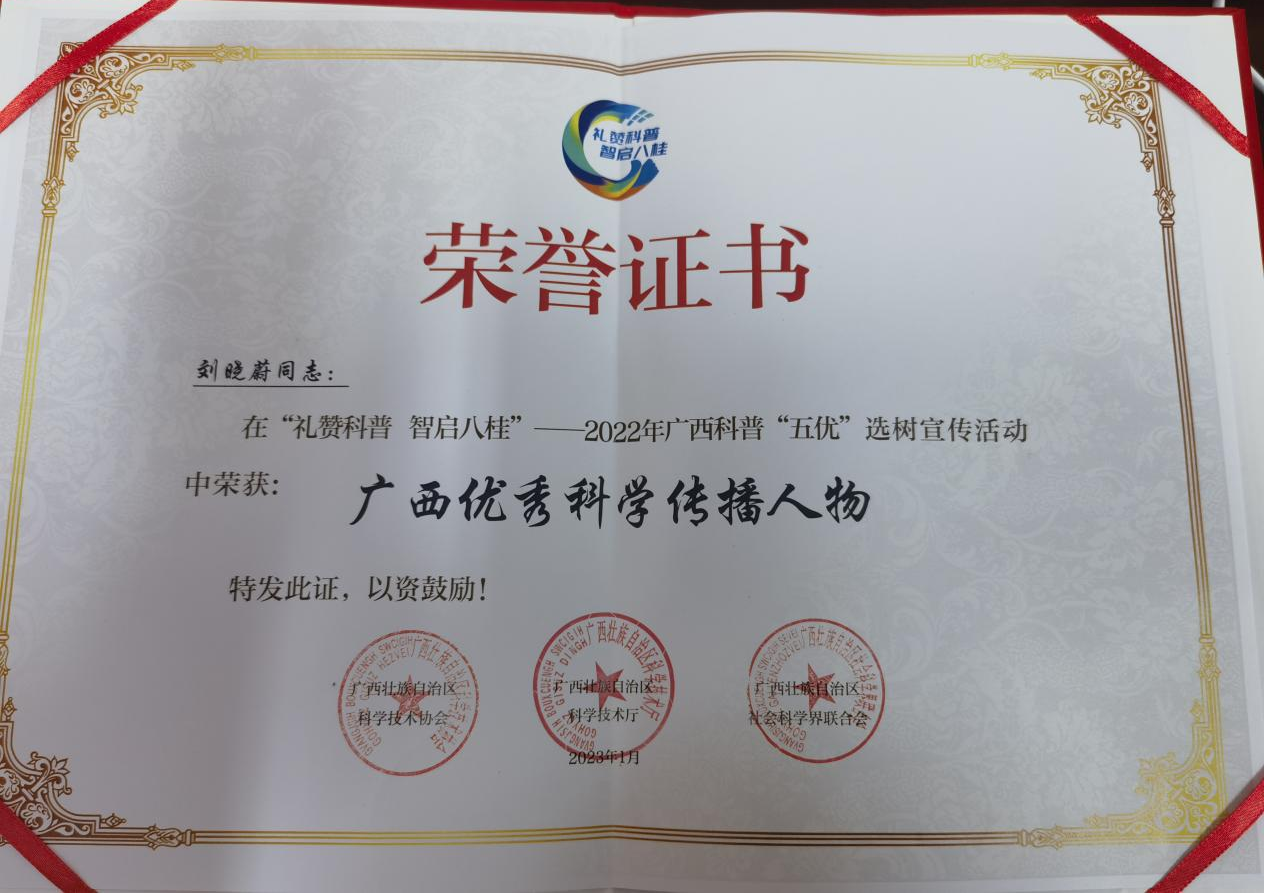 礼赞科普
智启八桂
荣誉证书
刘晓蔚同志：
在“礼赞科普 智启八桂”——2022年广西科普“五优”选树宣传活动
中荣获：
广西优秀科学传播人物
特发此证，以资鼓励！
广西壮族自治区 广西壮族自治区 广西壮族自治区
科学技术协会 科学技术厅 社会科学界联合会
2023年1月